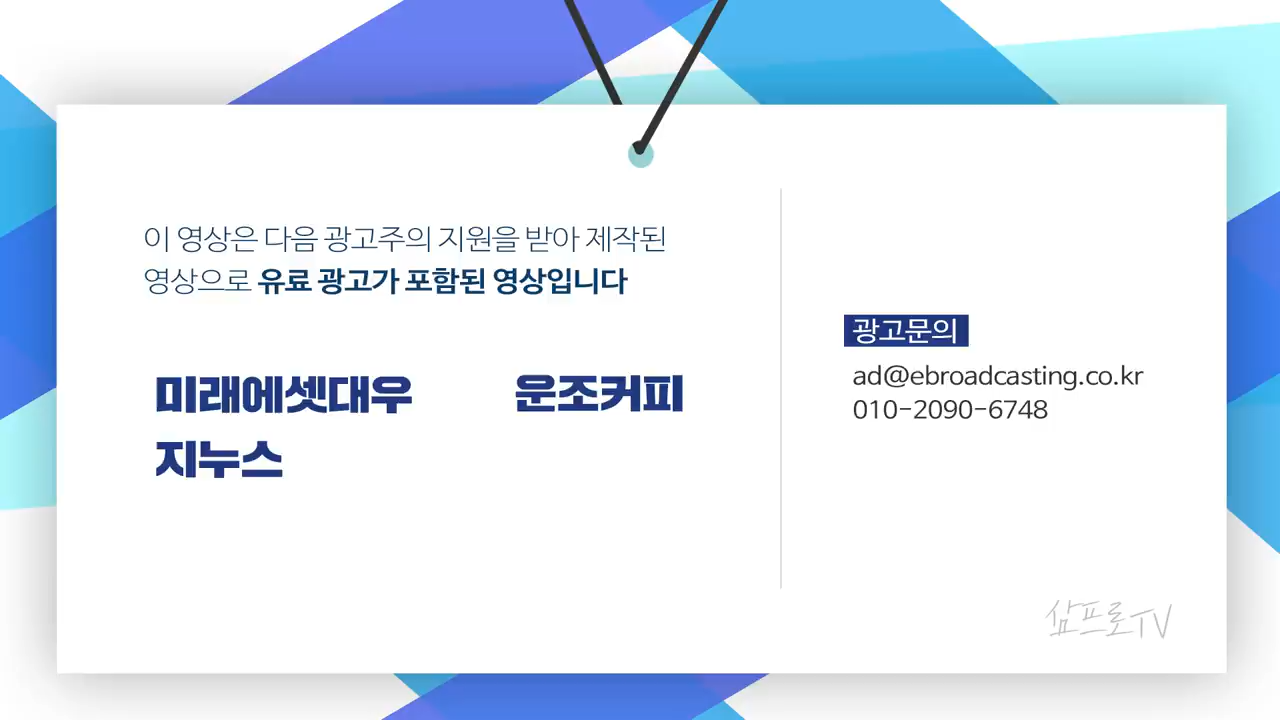 이 영상은 다음 광고주의 지원을 받아 제작된
영상으로 유료 광고가 포함된 영상입니다
미래에셋대우 운조커피
지누스
광고문의
ad@ebroadcasting.co.kr
010-2090-6748
삼프로TV